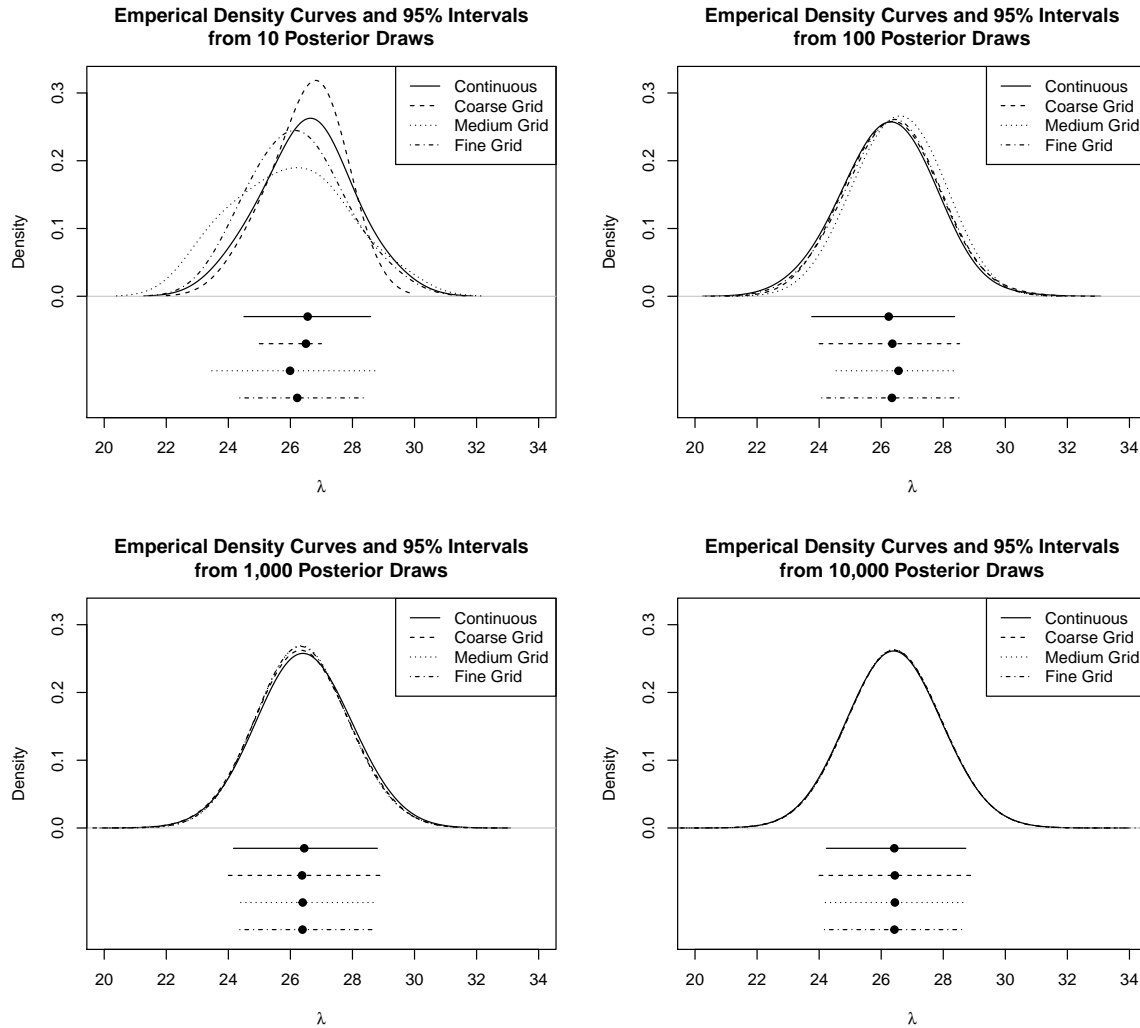 Emperical Density Curves and 95% Intervals
from 10 Posterior Draws
Continuous
Coarse Grid
Medium Grid
Fine Grid
Density
0.0
0.1
0.2
0.3
20 22 24 26 28 30 32 34
λ
Emperical Density Curves and 95% Intervals
from 100 Posterior Draws
Continuous
Coarse Grid
Medium Grid
Fine Grid
Density
0.0
0.1
0.2
0.3
20 22 24 26 28 30 32 34
λ
Emperical Density Curves and 95% Intervals
from 1,000 Posterior Draws
Continuous
Coarse Grid
Medium Grid
Fine Grid
Density
0.0
0.1
0.2
0.3
20 22 24 26 28 30 32 34
λ
Emperical Density Curves and 95% Intervals
from 10,000 Posterior Draws
Continuous
Coarse Grid
Medium Grid
Fine Grid
Density
0.0
0.1
0.2
0.3
20 22 24 26 28 30 32 34
λ